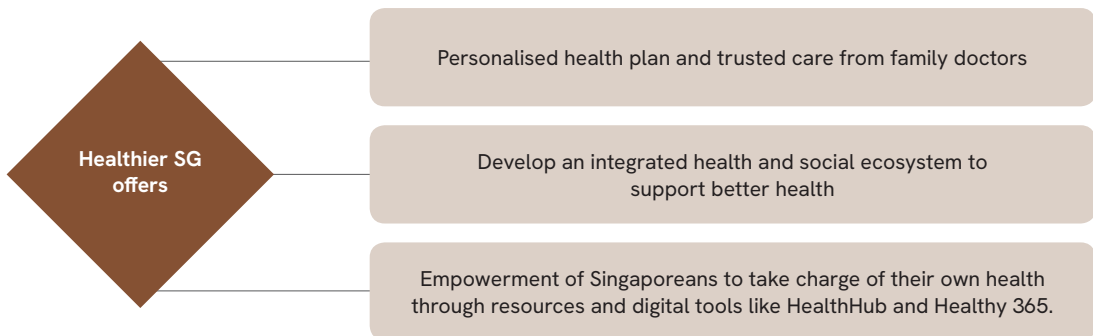 Healthier SG
offers
Personalised health plan and trusted care from family doctors
Develop an integrated health and social ecosystem to
support better health
Empowerment of Singaporeans to take charge of their own health
through resources and digital tools like HealthHub and Healthy 365.